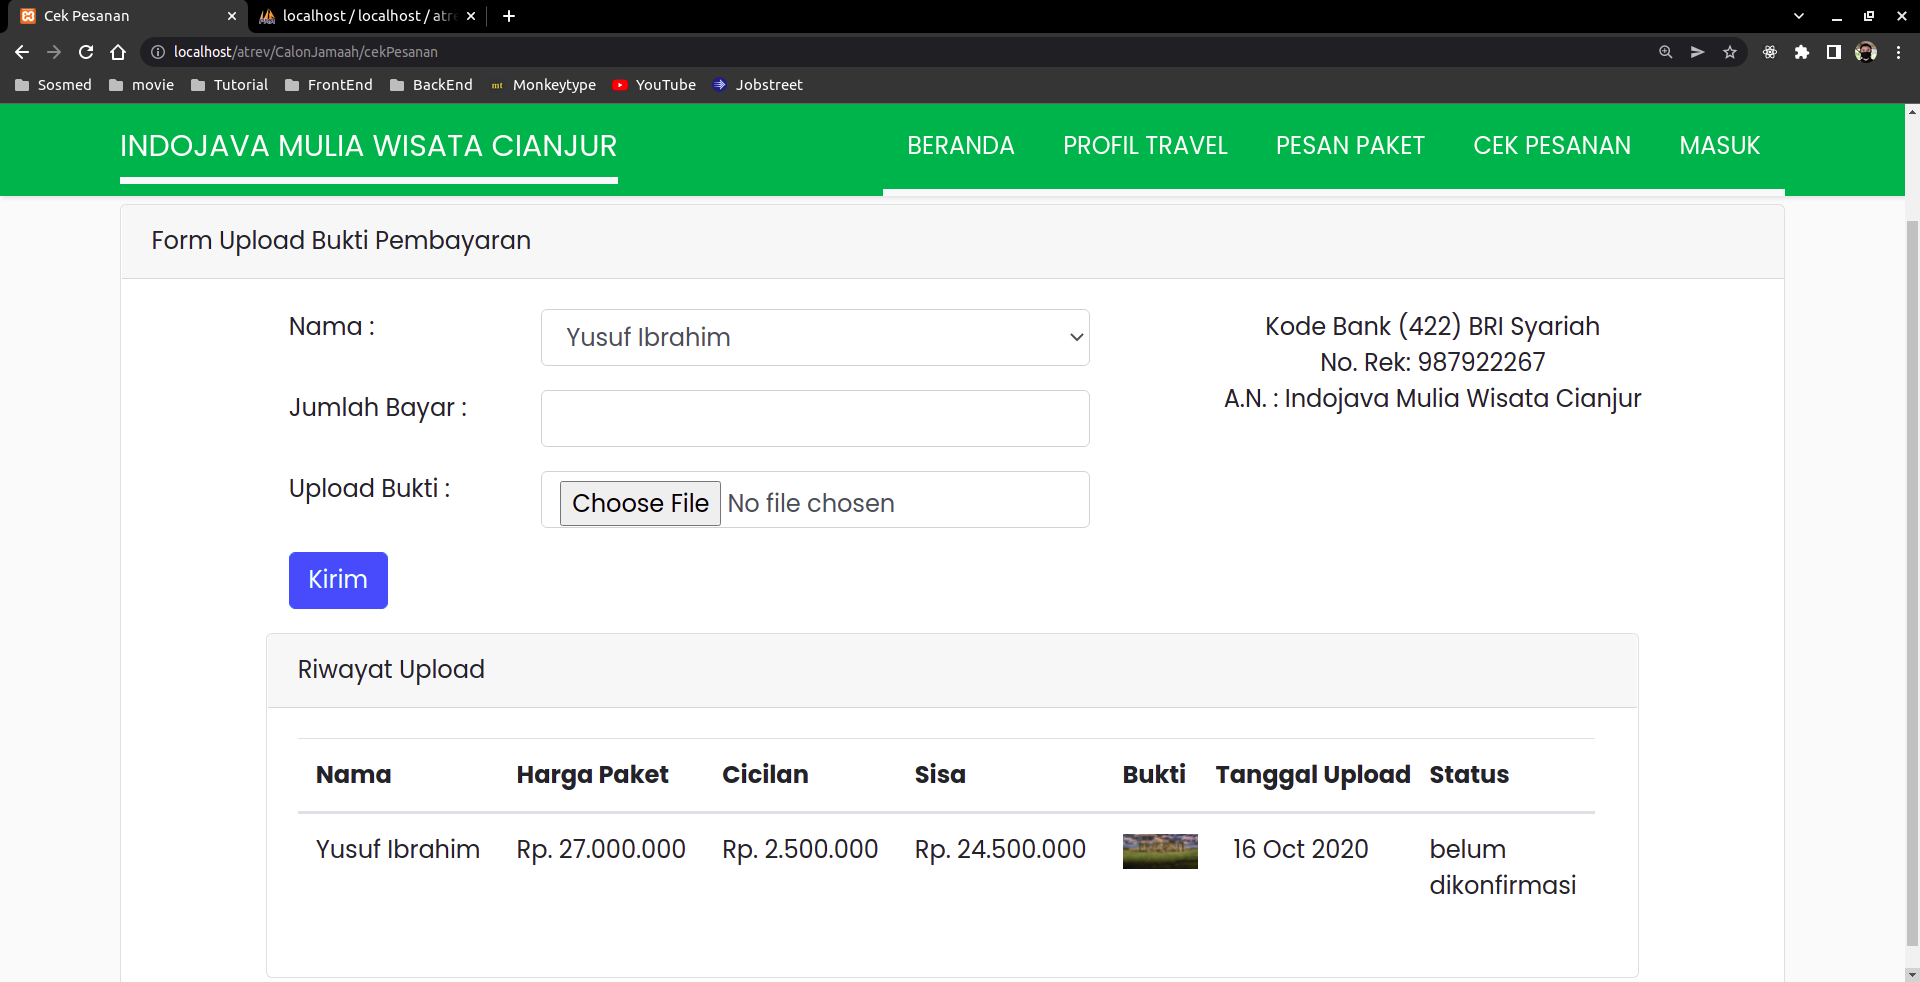 Cek Pesanan
localhost / localhost / atre
localhost/atrev/CalonJamaah/cekPesanan
Sosmed movie Tutorial FrontEnd BackEnd mt Monkeytype YouTube Jobstreet
INDOJAVA MULIA WISATA CIANJUR
BERANDA PROFIL TRAVEL PESAN PAKET CEK PESANAN MASUK
Form Upload Bukti Pembayaran
Nama : Yusuf Ibrahim
Jumlah Bayar :
Upload Bukti : Choose File No file chosen
Kirim
Kode Bank (422) BRI Syariah
No. Rek: 987922267
A.N. : Indojava Mulia Wisata Cianjur
Riwayat Upload
Nama Harga Paket Cicilan Sisa Bukti Tanggal Upload Status
Yusuf Ibrahim Rp. 27.000.000 Rp. 2.500.000 Rp. 24.500.000 16 Oct 2020 belum
dikonfirmasi